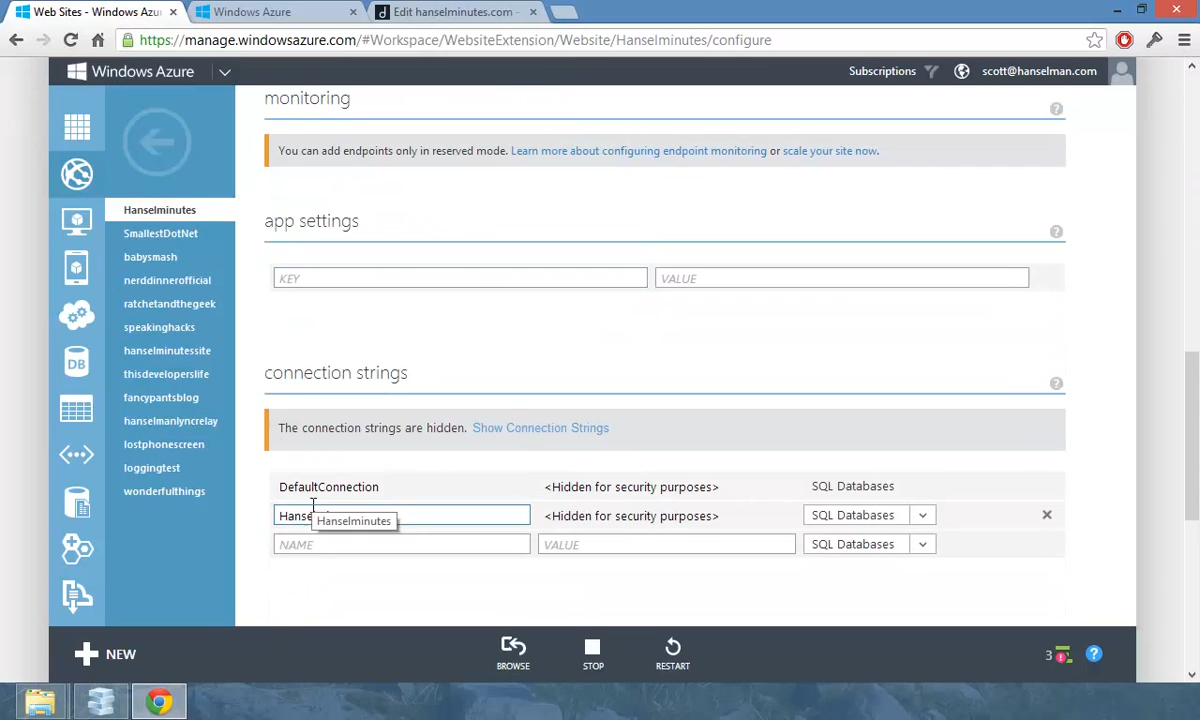 Web Sites - Windows Azu
Windows Azure
Edit hanselminutes.com -
https://manage.windowsazure.com/#Workspace/WebsiteExtension/Website/Hanselminutes/configure
Windows Azure
Subscriptions
scott@hanselman.com
Hanselminutes
SmallestDotNet
babysmash
nerddinnerofficial
ratchetandthegeek
speakinghacks
hanselminutessite
thisdeveloperslife
fancypantsblog
hanselmanlyncrelay
lostphonescreen
loggingtest
wonderfulthings
DB
monitoring
?
You can add endpoints only in reserved mode. Learn more about configuring endpoint monitoring or scale your site now.
app settings
?
KEY
VALUE
connection strings
?
The connection strings are hidden. Show Connection Strings
DefaultConnection
<Hidden for security purposes>
SQL Databases
Hanse
<Hidden for security purposes>
SQL Databases
Hanselminutes
NAME
VALUE
SQL Databases
NEW
BROWSE
STOP
RESTART
3
!
?